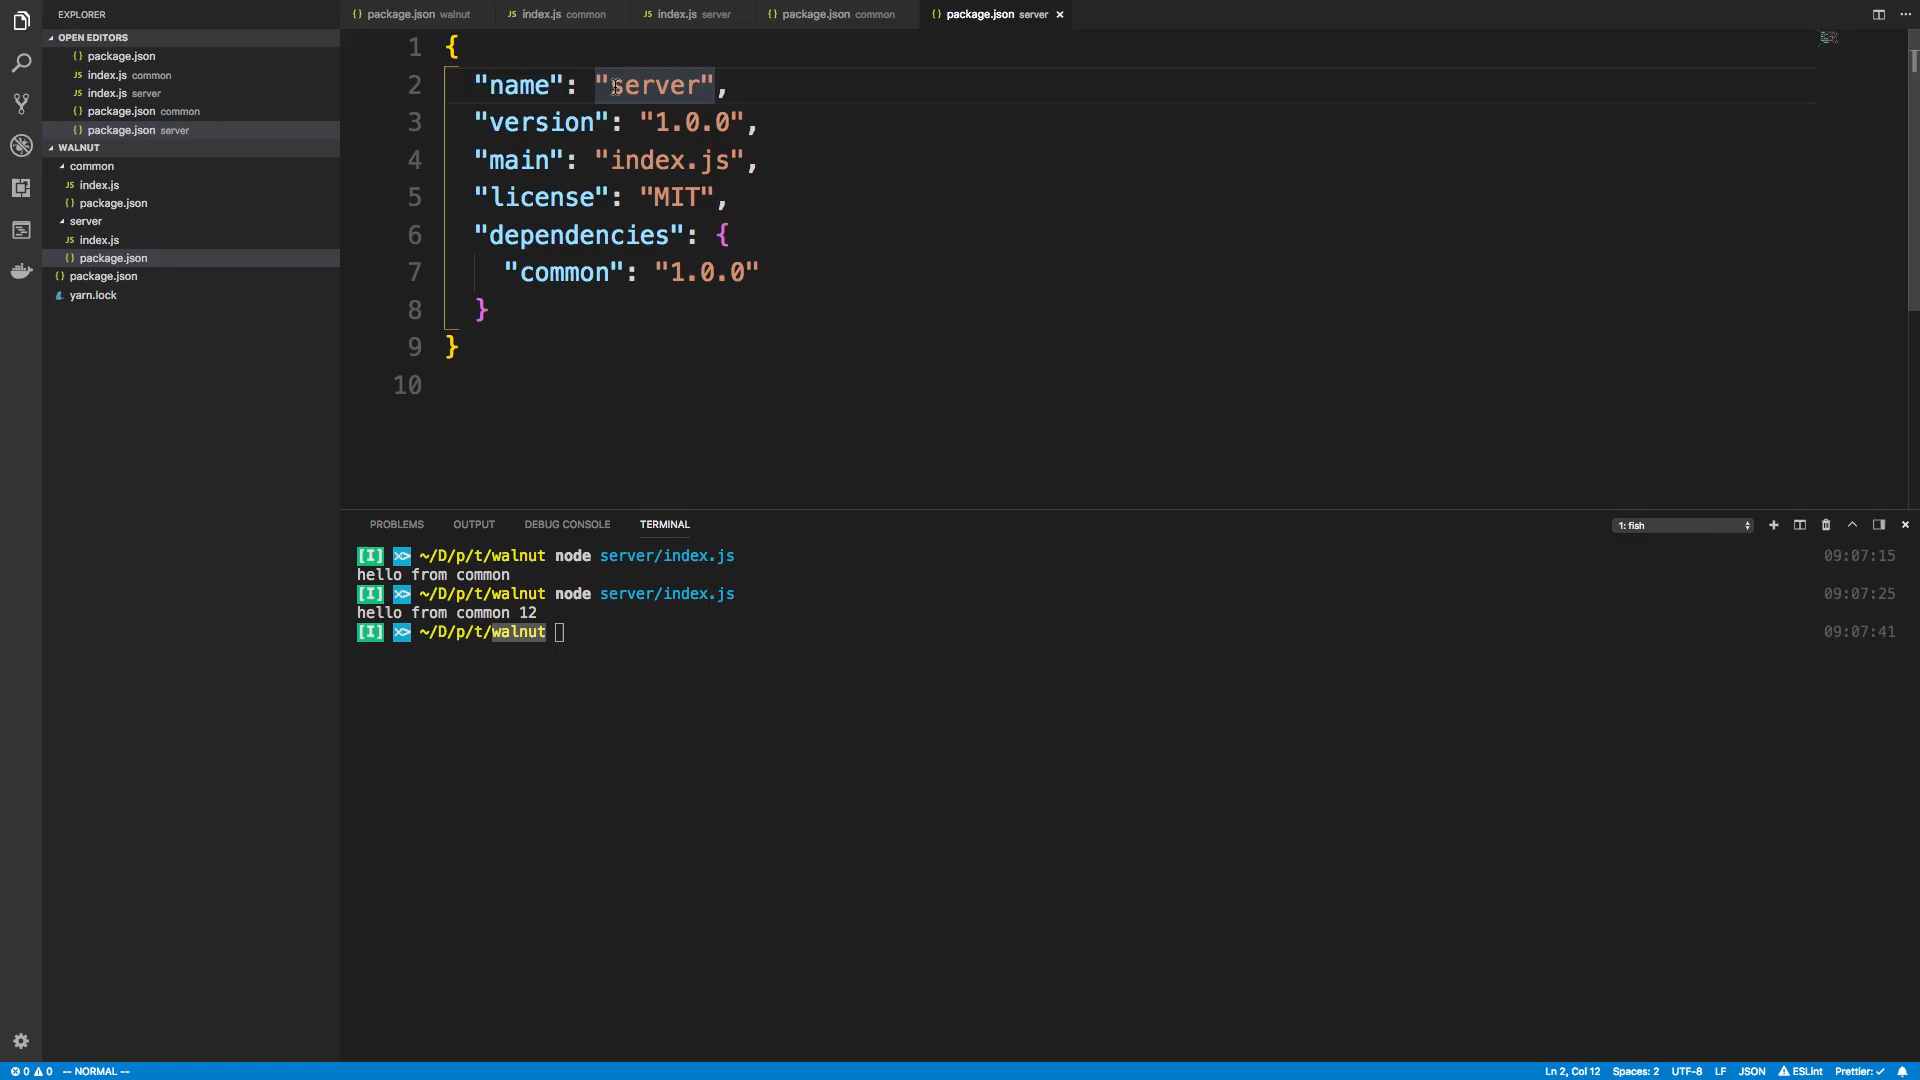 EXPLORER
OPEN EDITORS
{} package.json
JS index.js common
JS index.js server
{} package.json common
{} package.json server
WALNUT
common
JS index.js
{} package.json
server
JS index.js
{} package.json
{} package.json
yarn.lock
{} package.json walnut
JS index.js common
JS index.js server
{} package.json common
{} package.json server ×
1 {
2 "name": "server",
3 "version": "1.0.0",
4 "main": "index.js",
5 "license": "MIT",
6 "dependencies": {
7 "common": "1.0.0"
8 }
9 }
10
PROBLEMS OUTPUT DEBUG CONSOLE TERMINAL 1: fish
[I] >< ~/D/p/t/walnut node server/index.js 09:07:15
hello from common
[I] >< ~/D/p/t/walnut node server/index.js 09:07:25
hello from common 12
[I] >< ~/D/p/t/walnut 09:07:41
0 0 -- NORMAL -- Ln 2, Col 12 Spaces: 2 UTF-8 LF JSON ESLint Prettier: ✓